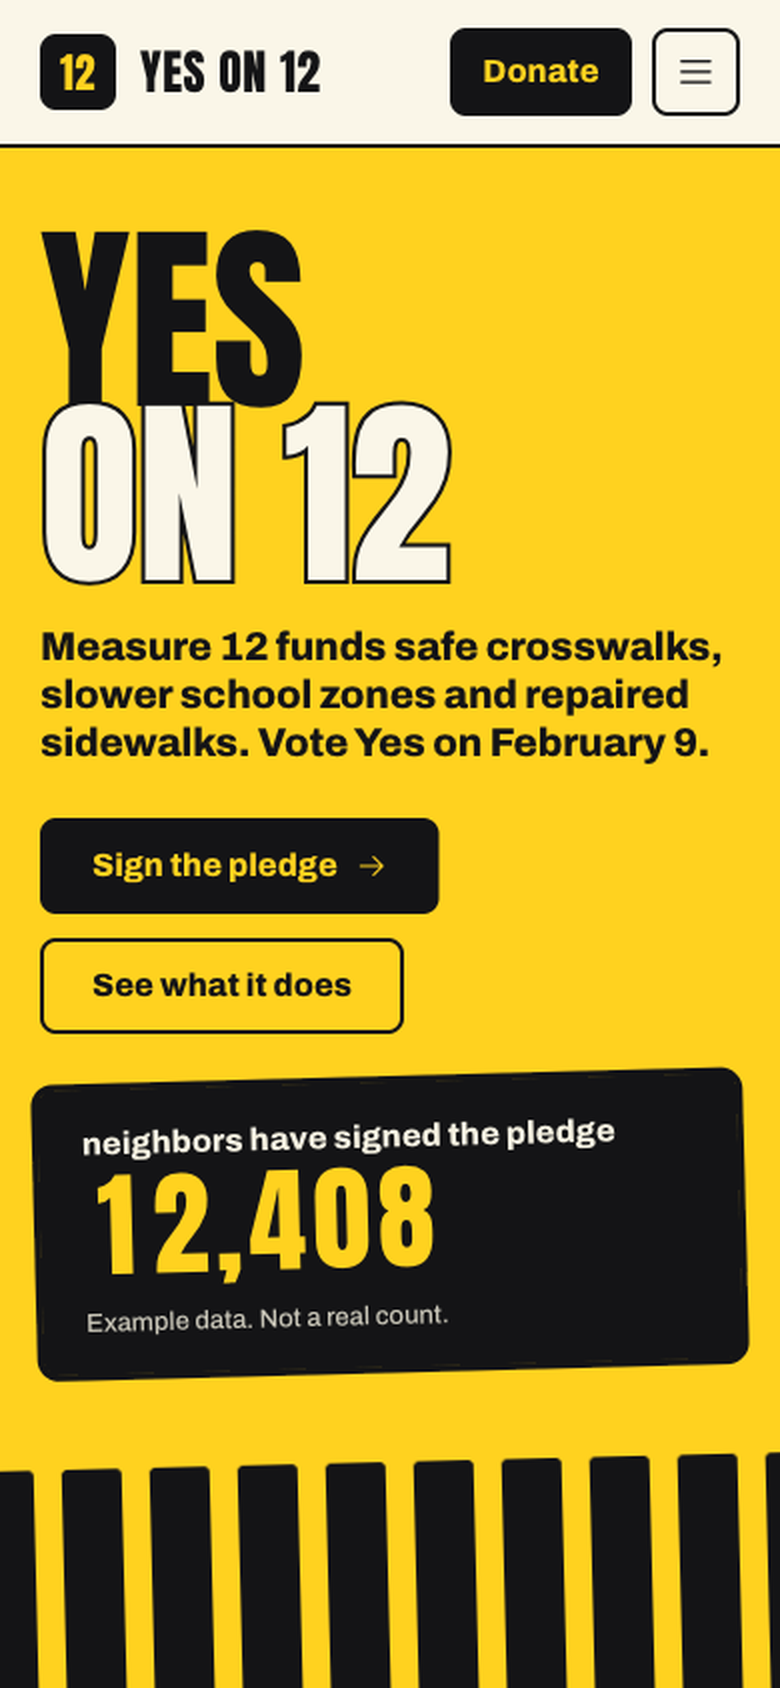 12 YES ON 12 Donate
YES
ON 12
Measure 12 funds safe crosswalks,
slower school zones and repaired
sidewalks. Vote Yes on February 9.
Sign the pledge →
See what it does
neighbors have signed the pledge
12,408
Example data. Not a real count.